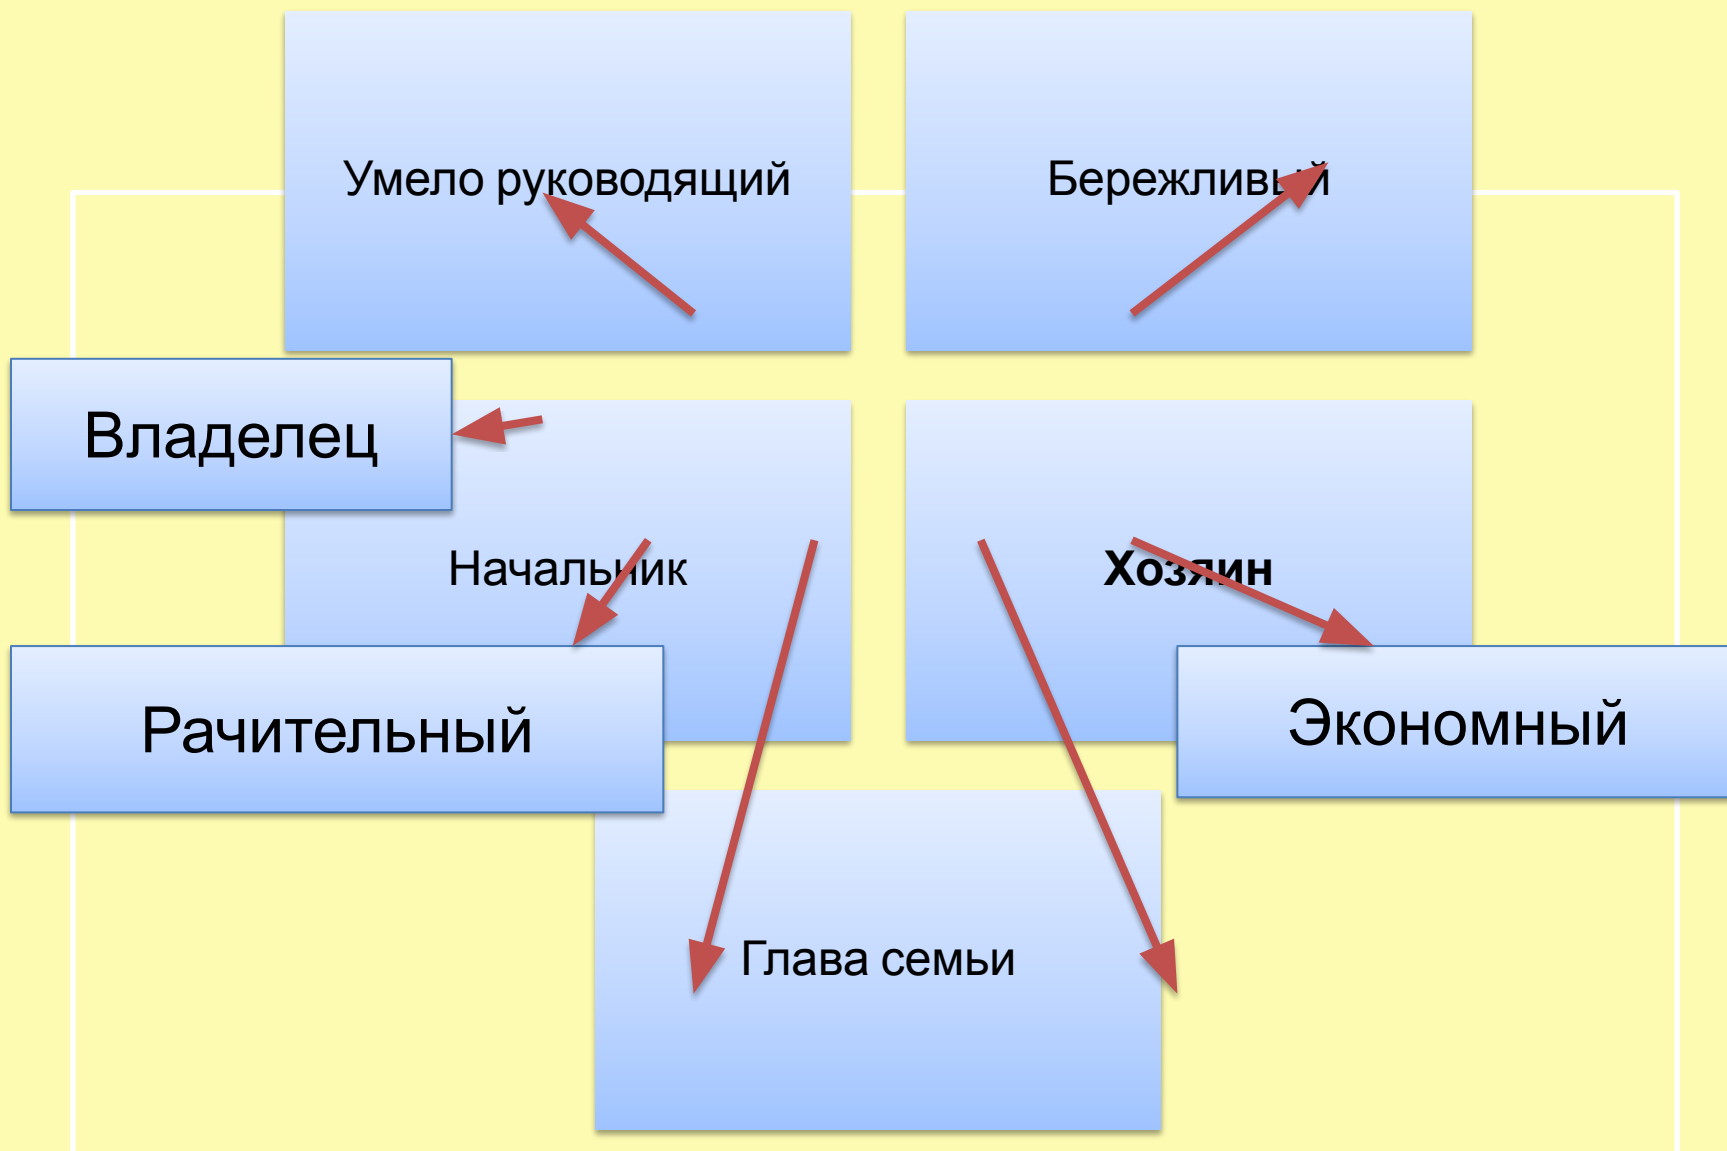 Умело руководящий
Бережливый
Владелец
Начальник
Хозяин
Рачительный
Экономный
Глава семьи